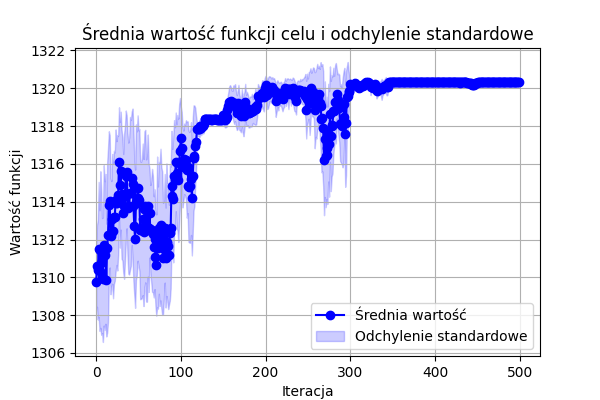 Średnia wartość funkcji celu i odchylenie standardowe
1322
1320
1318
1316
1314
1312
1310
1308
1306
Wartość funkcji
0 100 200 300 400 500
Iteracja
Średnia wartość
Odchylenie standardowe